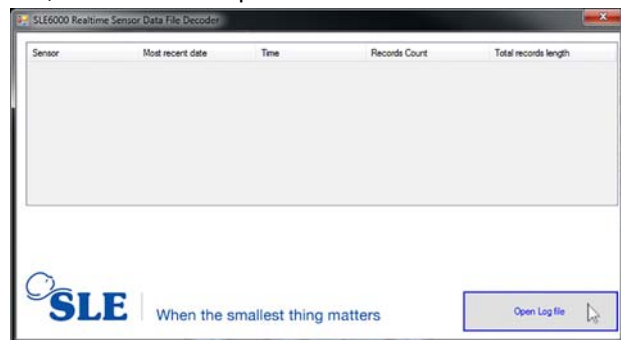 SLE6000 Realtime Sensor Data File Decoder
Sensor Most recent date Time Records Count Total records length
SLE When the smallest thing matters
Open Log file